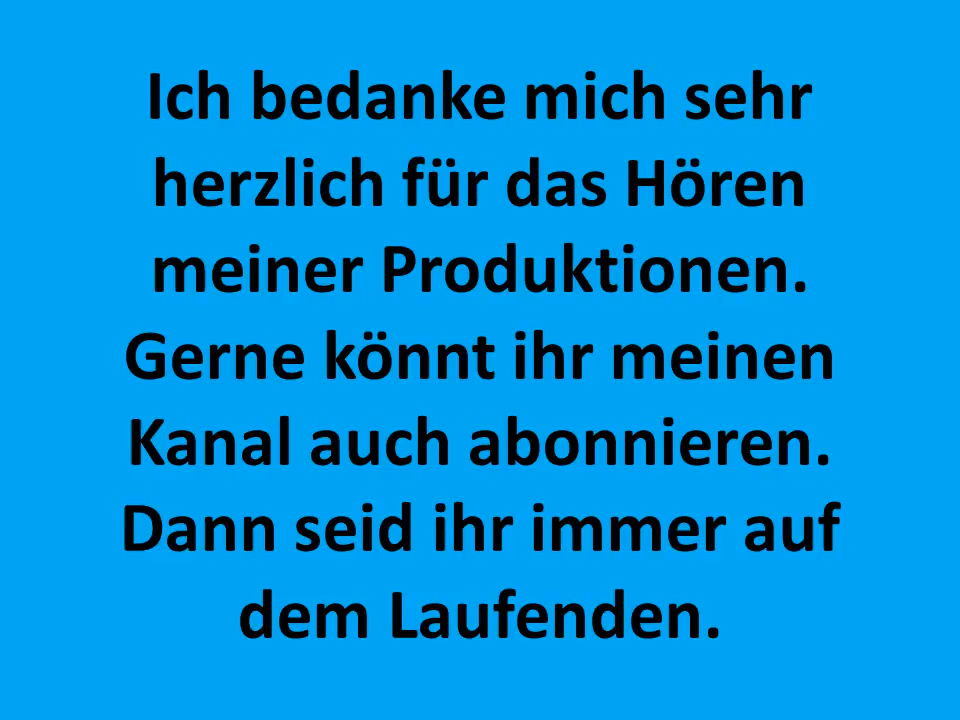 Ich bedanke mich sehr
herzlich für das Hören
meiner Produktionen.
Gerne könnt ihr meinen
Kanal auch abonnieren.
Dann seid ihr immer auf
dem Laufenden.